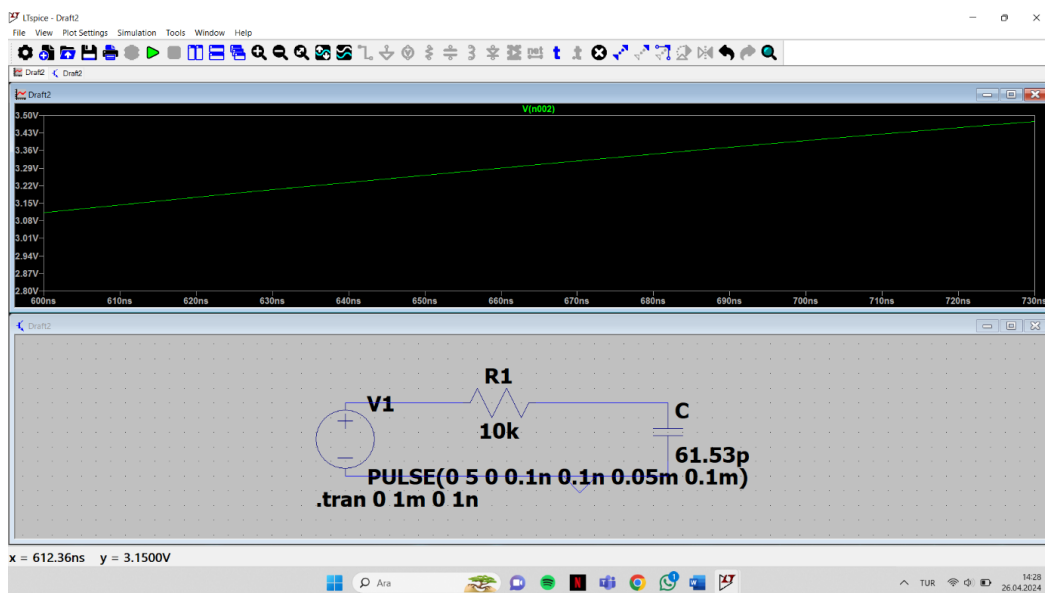 LTspice - Draft2
File View Plot Settings Simulation Tools Window Help
Draft2 Draft2
Draft2
V(n002)
3.50V
3.43V
3.36V
3.29V
3.22V
3.15V
3.08V
3.01V
2.94V
2.87V
2.80V
600ns 610ns 620ns 630ns 640ns 650ns 660ns 670ns 680ns 690ns 700ns 710ns 720ns 730ns
Draft2
R1
V1
C
10k
61.53p
PULSE(0 5 0 0.1n 0.1n 0.05m 0.1m)
.tran 0 1m 0 1n
x = 612.36ns y = 3.1500V
Ara
TUR
14:28
26.04.2024